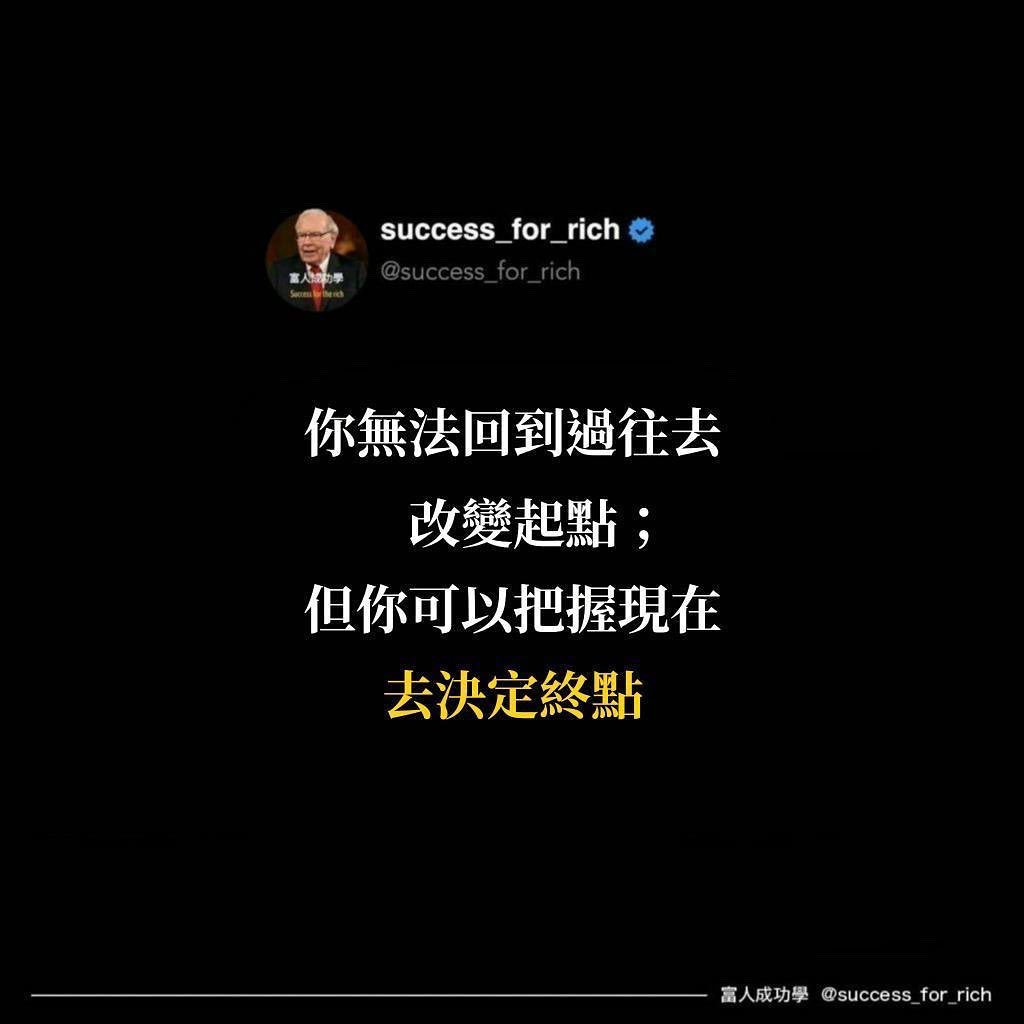 success_for_rich
@success_for_rich
富人成功學
Success for the rich
你無法回到過往去
改變起點；
但你可以把握現在
去決定終點
富人成功學 @success_for_rich